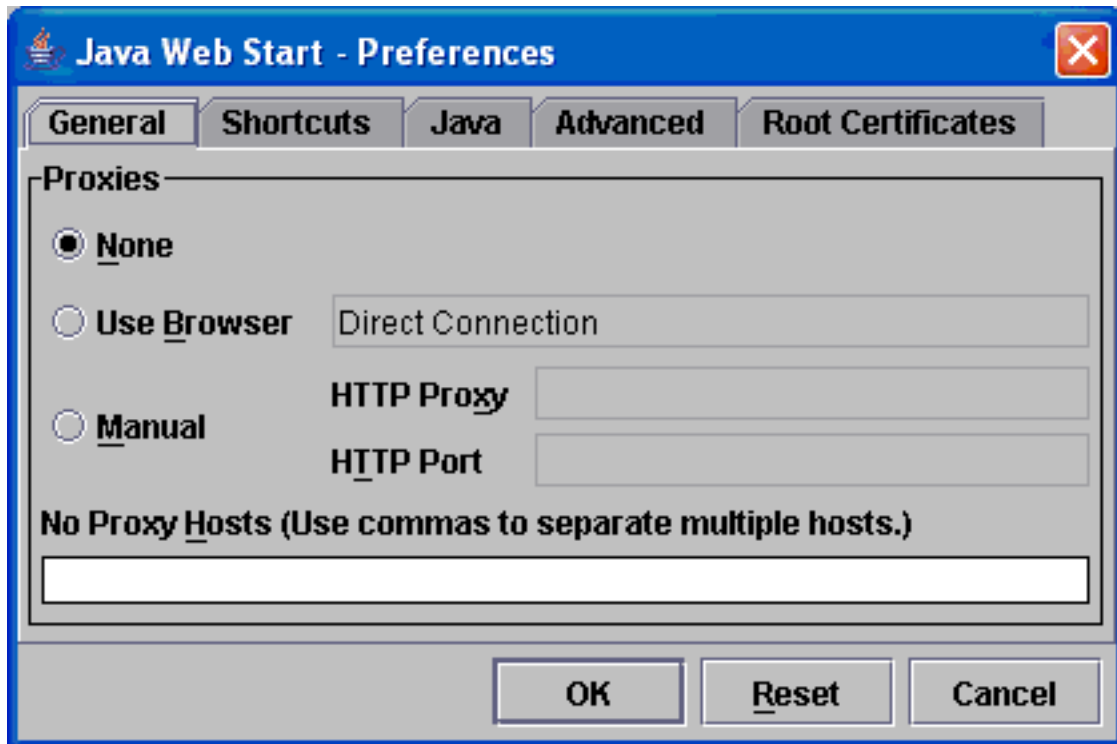 Java Web Start - Preferences
General Shortcuts Java Advanced Root Certificates
Proxies
None
Use Browser Direct Connection
HTTP Proxy
Manual
HTTP Port
No Proxy Hosts (Use commas to separate multiple hosts.)
OK Reset Cancel